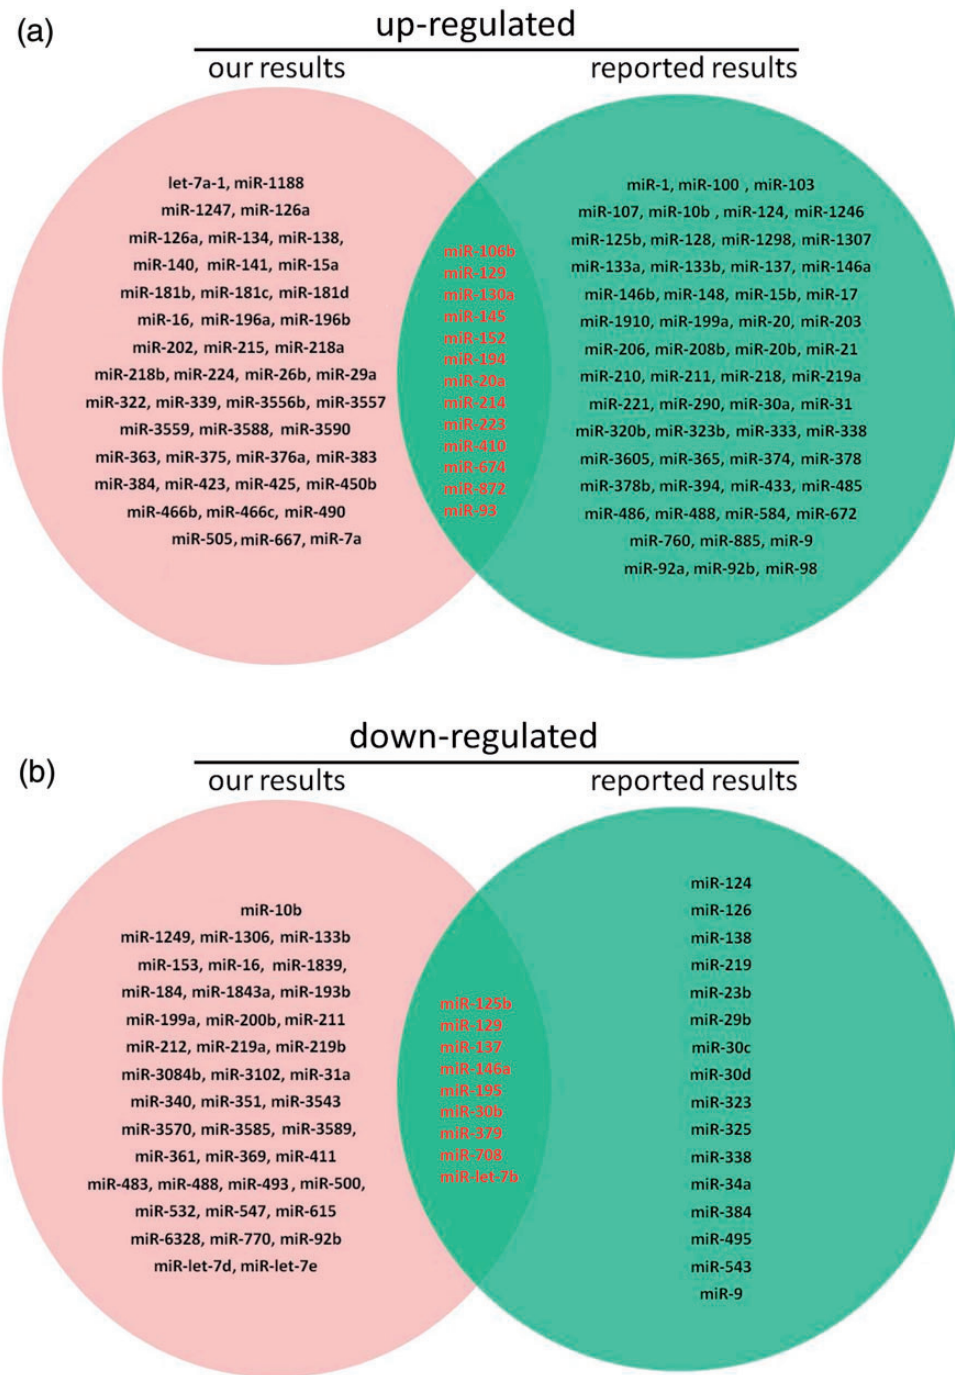 (a)
up-regulated
our results
reported results
let-7a-1, miR-1188
miR-1247, miR-126a
miR-126a, miR-134, miR-138,
miR-140, miR-141, miR-15a
miR-181b, miR-181c, miR-181d
miR-16, miR-196a, miR-196b
miR-202, miR-215, miR-218a
miR-218b, miR-224, miR-26b, miR-29a
miR-322, miR-339, miR-3556b, miR-3557
miR-3559, miR-3588, miR-3590
miR-363, miR-375, miR-376a, miR-383
miR-384, miR-423, miR-425, miR-450b
miR-466b, miR-466c, miR-490
miR-505, miR-667, miR-7a
miR-106b
miR-129
miR-130a
miR-145
miR-152
miR-194
miR-20a
miR-214
miR-223
miR-410
miR-674
miR-872
miR-93
miR-1, miR-100 , miR-103
miR-107, miR-10b , miR-124, miR-1246
miR-125b, miR-128, miR-1298, miR-1307
miR-133a, miR-133b, miR-137, miR-146a
miR-146b, miR-148, miR-15b, miR-17
miR-1910, miR-199a, miR-20, miR-203
miR-206, miR-208b, miR-20b, miR-21
miR-210, miR-211, miR-218, miR-219a
miR-221, miR-290, miR-30a, miR-31
miR-320b, miR-323b, miR-333, miR-338
miR-3605, miR-365, miR-374, miR-378
miR-378b, miR-394, miR-433, miR-485
miR-486, miR-488, miR-584, miR-672
miR-760, miR-885, miR-9
miR-92a, miR-92b, miR-98
(b)
down-regulated
our results
reported results
miR-10b
miR-1249, miR-1306, miR-133b
miR-153, miR-16, miR-1839,
miR-184, miR-1843a, miR-193b
miR-199a, miR-200b, miR-211
miR-212, miR-219a, miR-219b
miR-3084b, miR-3102, miR-31a
miR-340, miR-351, miR-3543
miR-3570, miR-3585, miR-3589,
miR-361, miR-369, miR-411
miR-483, miR-488, miR-493 , miR-500,
miR-532, miR-547, miR-615
miR-6328, miR-770, miR-92b
miR-let-7d, miR-let-7e
miR-125b
miR-129
miR-137
miR-146a
miR-195
miR-30b
miR-379
miR-708
miR-let-7b
miR-124
miR-126
miR-138
miR-219
miR-23b
miR-29b
miR-30c
miR-30d
miR-323
miR-325
miR-338
miR-34a
miR-384
miR-495
miR-543
miR-9